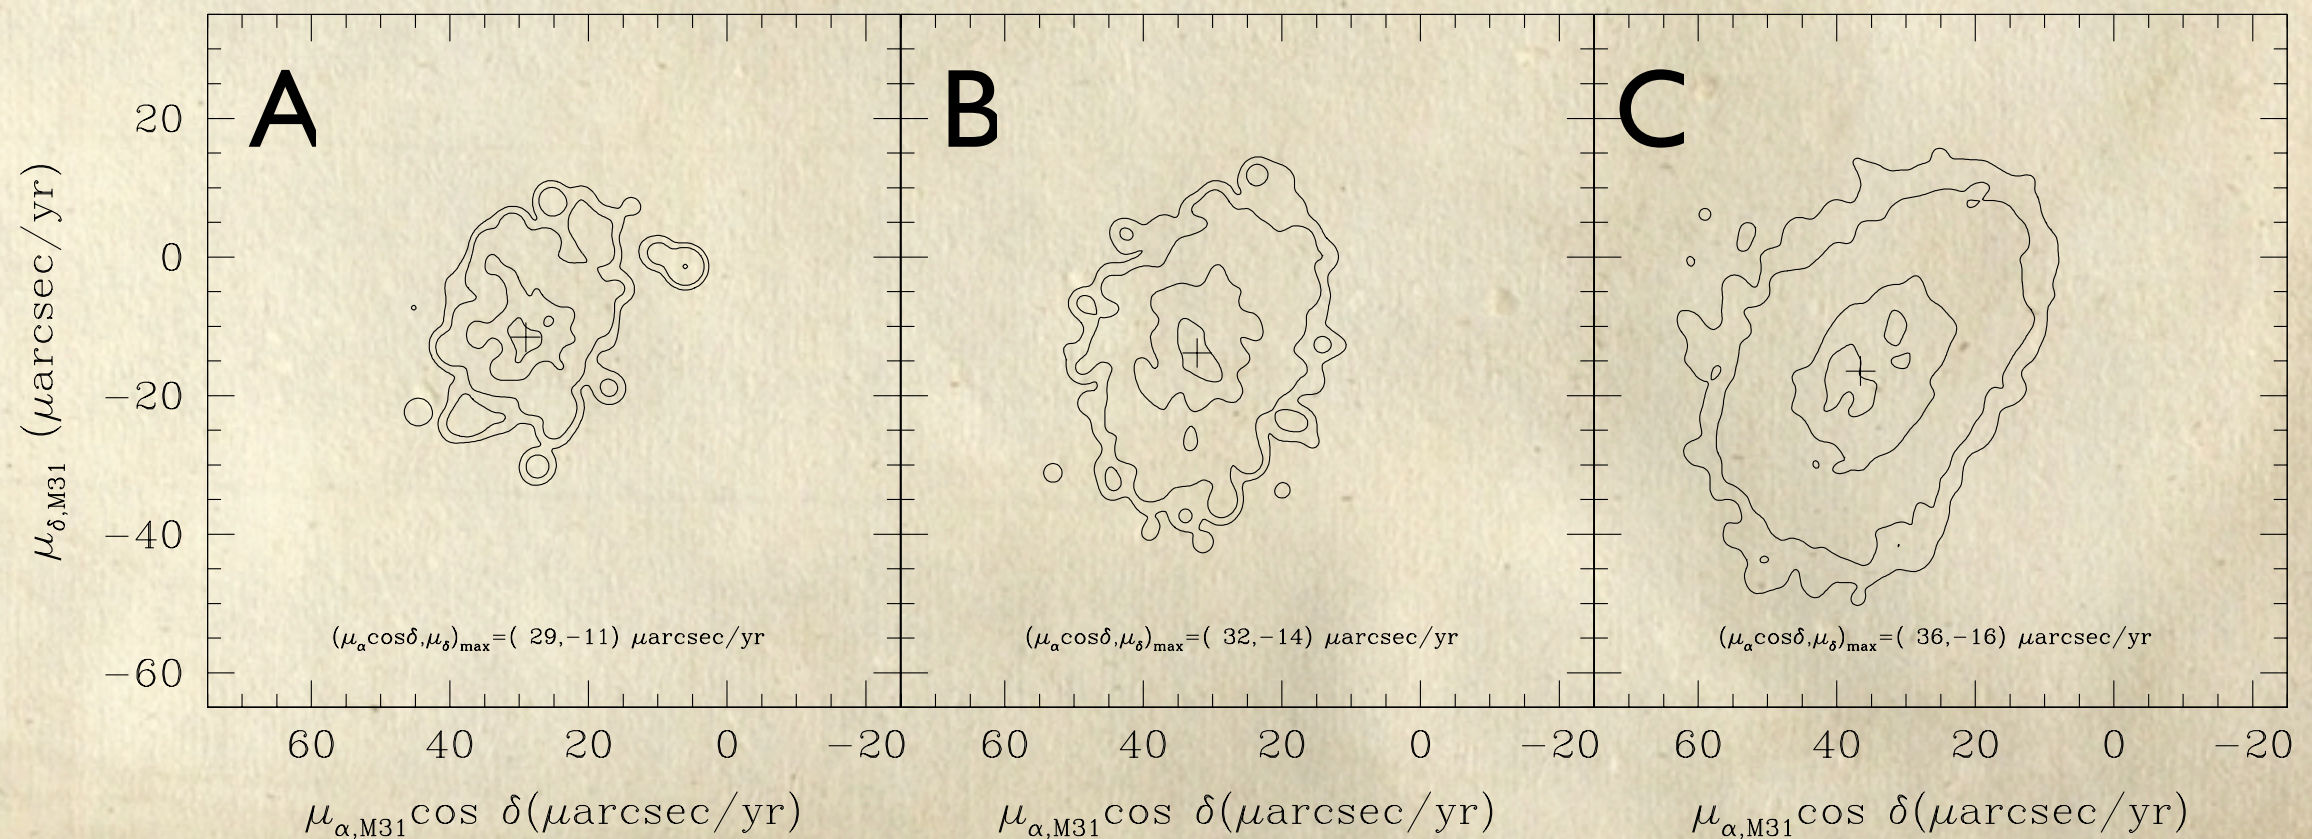 A B C
20
0
−20
−40
−60
μδ,M31 (μarcsec/yr)
(μαcosδ,μδ)max=( 29,−11) μarcsec/yr
(μαcosδ,μδ)max=( 32,−14) μarcsec/yr
(μαcosδ,μδ)max=( 36,−16) μarcsec/yr
60 40 20 0 −20
60 40 20 0 −20
60 40 20 0 −20
μα,M31cos δ(μarcsec/yr)
μα,M31cos δ(μarcsec/yr)
μα,M31cos δ(μarcsec/yr)